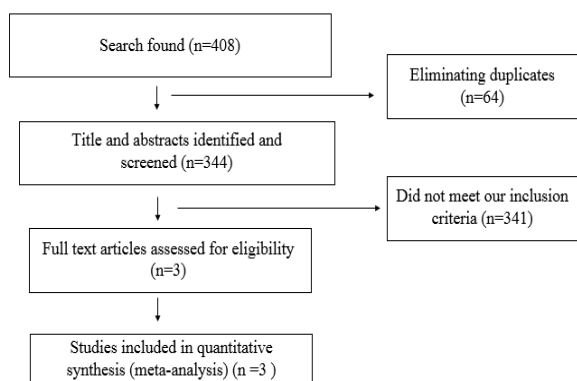 Search found (n=408)
Eliminating duplicates
(n=64)
Title and abstracts identified and
screened (n=344)
Did not meet our inclusion
criteria (n=341)
Full text articles assessed for eligibility
(n=3)
Studies included in quantitative
synthesis (meta-analysis) (n =3 )